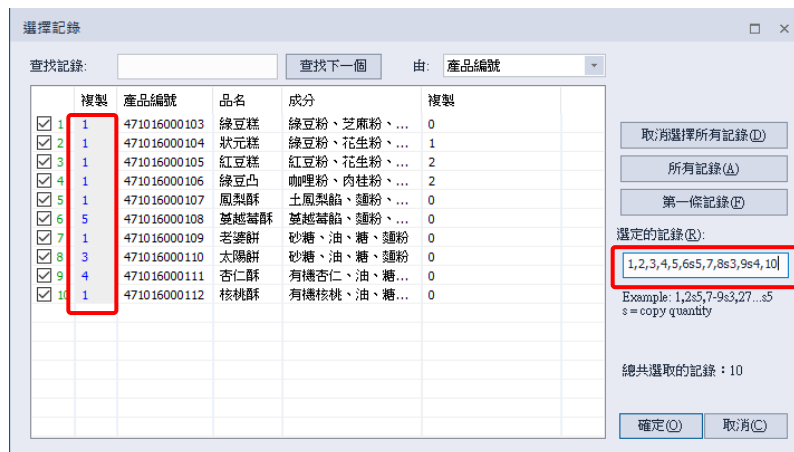 選擇記錄
查找記錄: 查找下一個 由: 產品編號
複製 產品編號 品名 成分 複製
1 1 471016000103 綠豆糕 綠豆粉、芝麻粉、... 0
2 1 471016000104 狀元糕 綠豆粉、花生粉、... 1
3 1 471016000105 紅豆糕 紅豆粉、花生粉、... 2
4 1 471016000106 綠豆凸 咖哩粉、肉桂粉、... 2
5 1 471016000107 鳳梨酥 土鳳梨餡、麵粉、... 0
6 5 471016000108 蔓越莓酥 蔓越莓餡、麵粉、... 0
7 1 471016000109 老婆餅 砂糖、油、糖、麵粉 0
8 3 471016000110 太陽餅 砂糖、油、糖、麵粉 0
9 4 471016000111 杏仁酥 有機杏仁、油、糖... 0
10 1 471016000112 核桃酥 有機核桃、油、糖... 0
取消選擇所有記錄(D)
所有記錄(A)
第一條記錄(F)
選定的記錄(R):
1,2,3,4,5,6s5,7,8s3,9s4,10
Example: 1,2s5,7-9s3,27...s5
s = copy quantity
總共選取的記錄：10
確定(O) 取消(C)